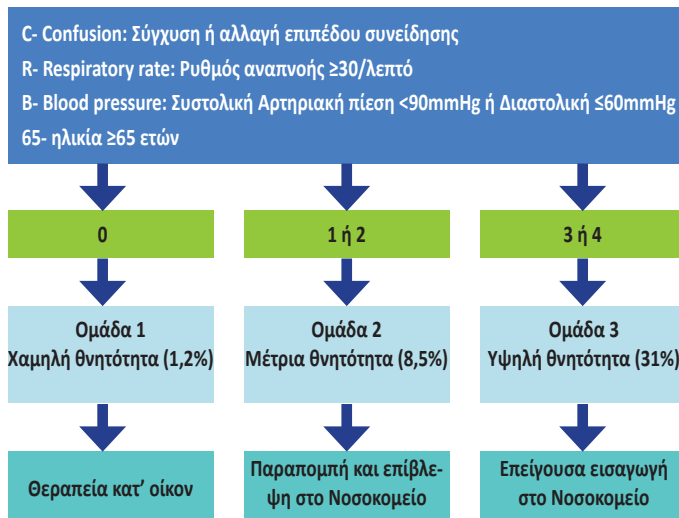 C- Confusion: Σύγχυση ή αλλαγή επιπέδου συνείδησης
R- Respiratory rate: Ρυθμός αναπνοής ≥30/λεπτό
B- Blood pressure: Συστολική Αρτηριακή πίεση <90mmHg ή Διαστολική ≤60mmHg
65- ηλικία ≥65 ετών
0
1 ή 2
3 ή 4
Ομάδα 1
Χαμηλή θνητότητα (1,2%)
Ομάδα 2
Μέτρια θνητότητα (8,5%)
Ομάδα 3
Υψηλή θνητότητα (31%)
Θεραπεία κατ’ οίκον
Παραπομπή και επίβλε-
ψη στο Νοσοκομείο
Επείγουσα εισαγωγή
στο Νοσοκομείο